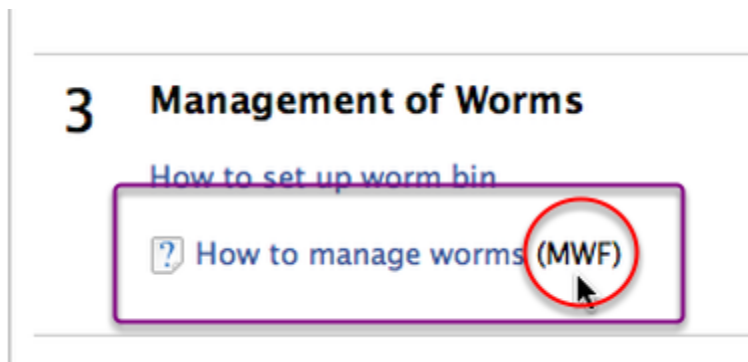 3 Management of Worms
How to set up worm bin
? How to manage worms (MWF)